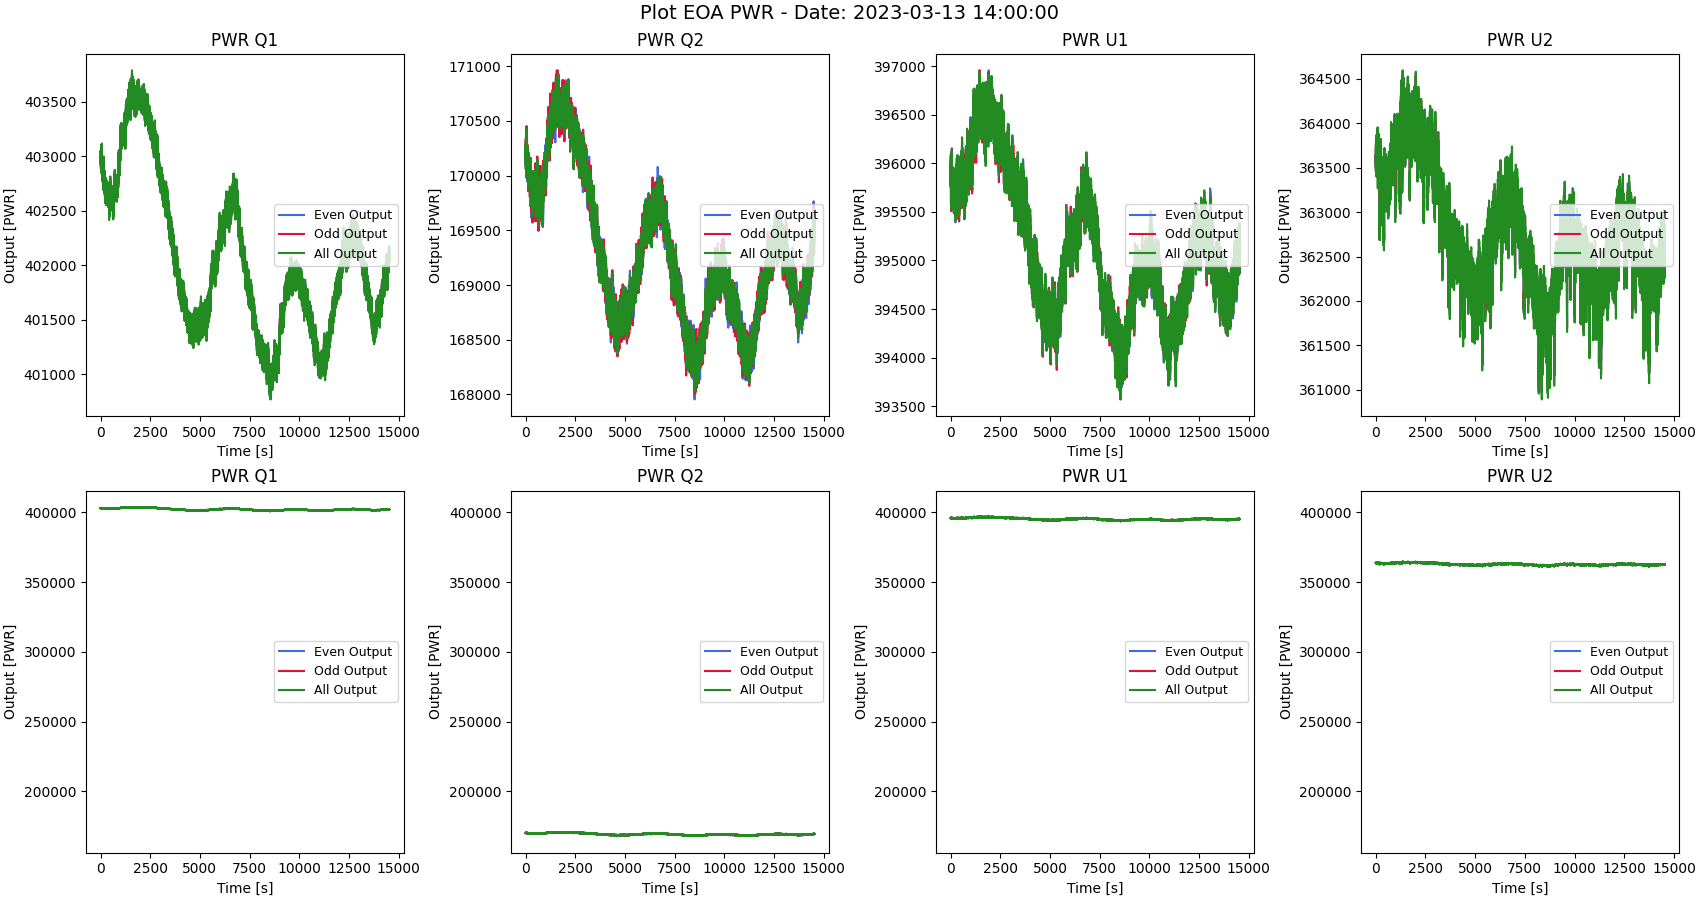 Plot EOA PWR - Date: 2023-03-13 14:00:00
PWR Q1
403500
403000
402500
402000
401500
401000
Output [PWR]
0 2500 5000 7500 10000 12500 15000
Time [s]
Even Output
Odd Output
All Output
PWR Q2
171000
170500
170000
169500
169000
168500
168000
Output [PWR]
0 2500 5000 7500 10000 12500 15000
Time [s]
Even Output
Odd Output
All Output
PWR U1
397000
396500
396000
395500
395000
394500
394000
393500
Output [PWR]
0 2500 5000 7500 10000 12500 15000
Time [s]
Even Output
Odd Output
All Output
PWR U2
364500
364000
363500
363000
362500
362000
361500
361000
Output [PWR]
0 2500 5000 7500 10000 12500 15000
Time [s]
Even Output
Odd Output
All Output
PWR Q1
400000
350000
300000
250000
200000
Output [PWR]
0 2500 5000 7500 10000 12500 15000
Time [s]
Even Output
Odd Output
All Output
PWR Q2
400000
350000
300000
250000
200000
Output [PWR]
0 2500 5000 7500 10000 12500 15000
Time [s]
Even Output
Odd Output
All Output
PWR U1
400000
350000
300000
250000
200000
Output [PWR]
0 2500 5000 7500 10000 12500 15000
Time [s]
Even Output
Odd Output
All Output
PWR U2
400000
350000
300000
250000
200000
Output [PWR]
0 2500 5000 7500 10000 12500 15000
Time [s]
Even Output
Odd Output
All Output